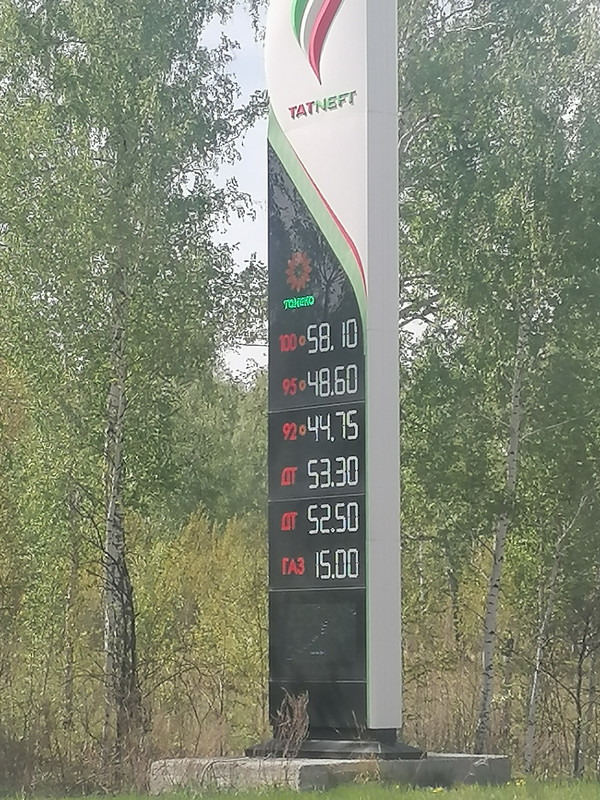 TATNEFT
ТАНЕКО
100 58.10
95 48.60
92 44.75
ДТ 53.30
ДТ 52.50
ГАЗ 15.00